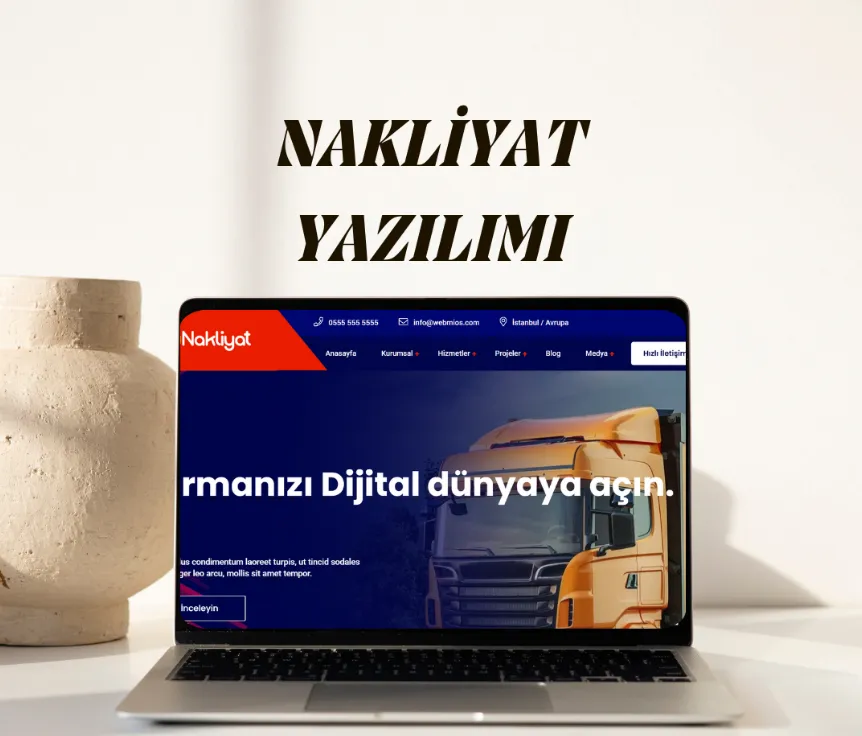 NAKLİYAT
YAZILIMI
Nakliyat
0555 555 5555 info@webmios.com İstanbul / Avrupa
Anasayfa Kurumsal + Hizmetler + Projeler + Blog Medya + Hızlı İletişim
rmanızı Dijital dünyaya açın.
us condimentum laoreet turpis, ut tincid sodales
ger leo arcu, mollis sit amet tempor.
İnceleyin